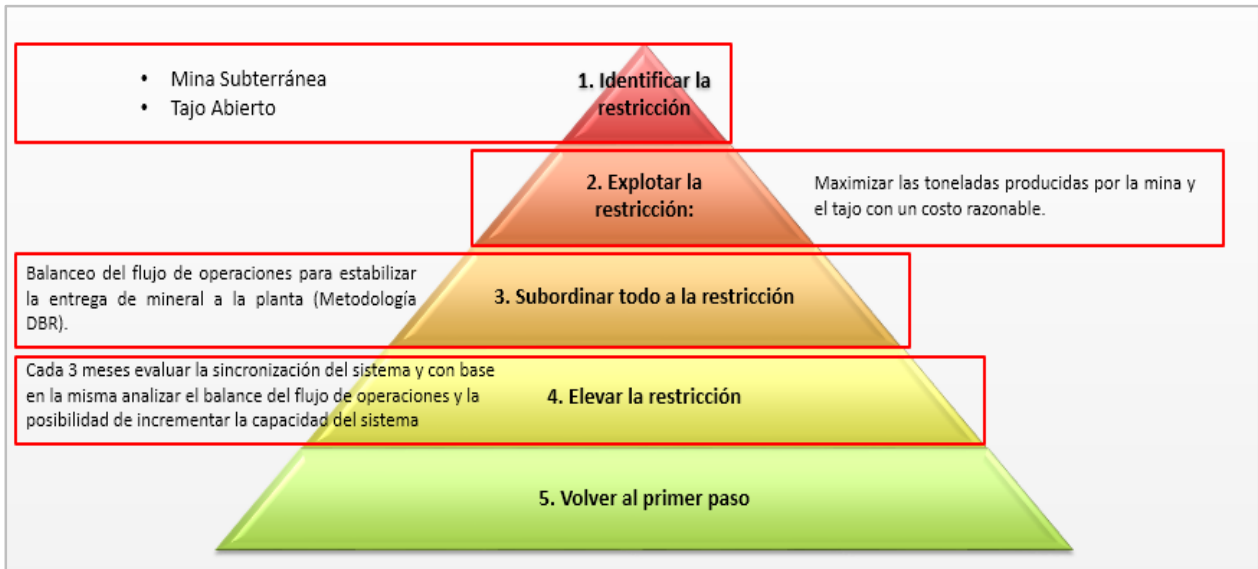 • Mina Subterránea
• Tajo Abierto
1. Identificar la
restricción
2. Explotar la
restricción:
Maximizar las toneladas producidas por la mina y
el tajo con un costo razonable.
Balanceo del flujo de operaciones para estabilizar
la entrega de mineral a la planta (Metodología
DBR).
3. Subordinar todo a la restricción
Cada 3 meses evaluar la sincronización del sistema y con base
en la misma analizar el balance del flujo de operaciones y la
posibilidad de incrementar la capacidad del sistema
4. Elevar la restricción
5. Volver al primer paso